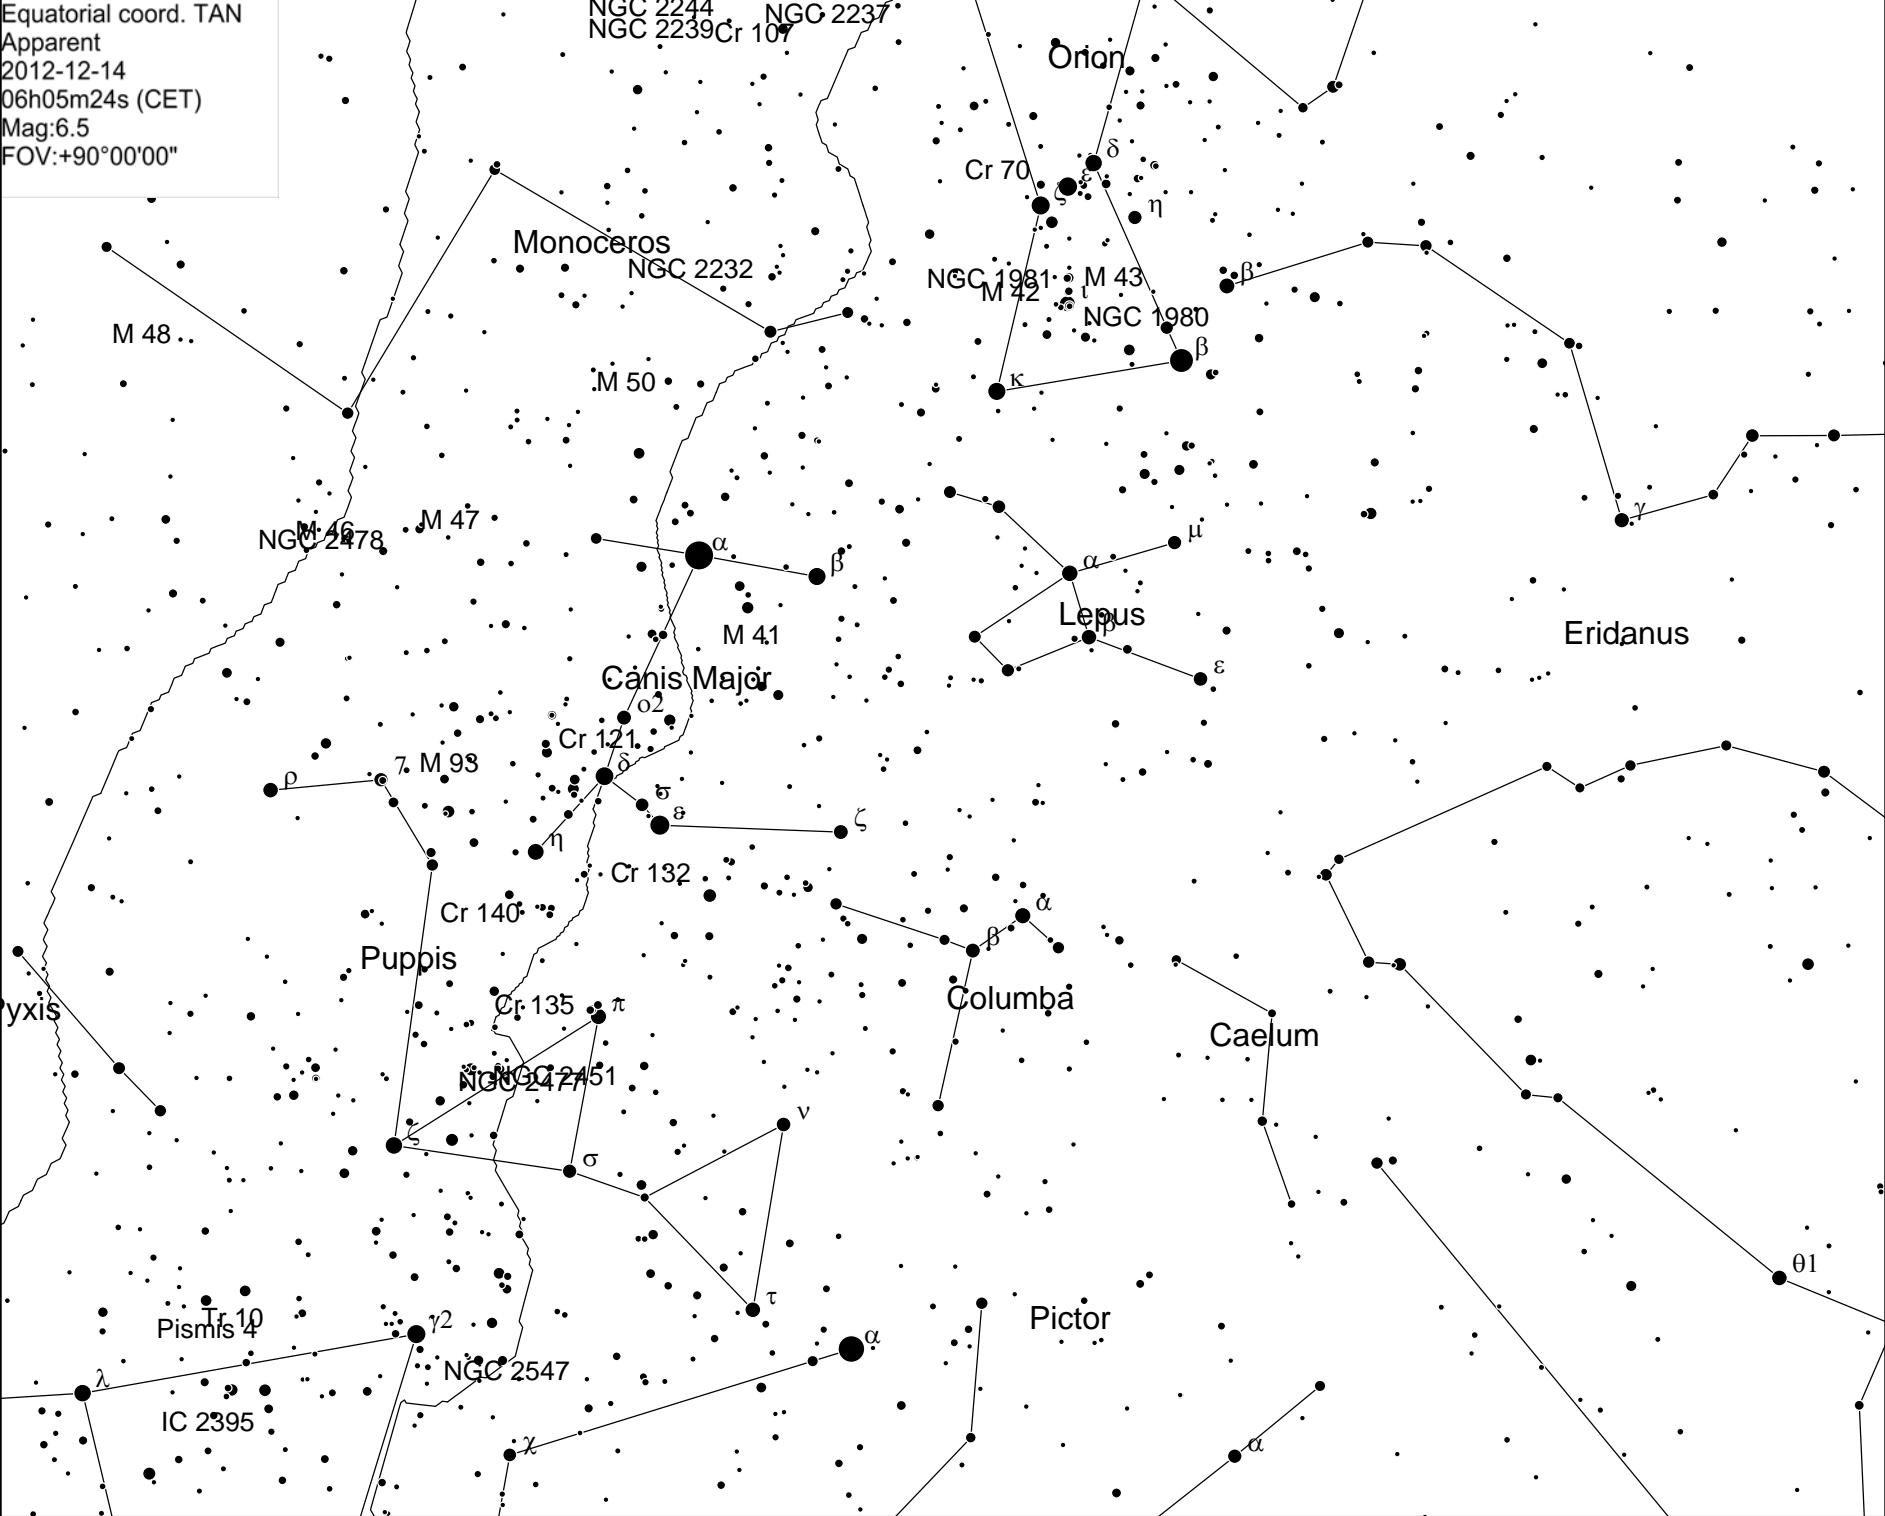 Equatorial coord. TAN
Apparent
2012-12-14
06h05m24s (CET)
Mag:6.5
FOV:+90°00'00"
NGC 2244
NGC 2237
NGC 2239
Cr 107
Orion
δ
Cr 70
ε
ζ
η
Monoceros
NGC 2232
NGC 1981
M 43
β
M 42
ι
NGC 1980
M 48
β
M 50
κ
γ
M 46
M 47
NGC 2478
α
μ
β
α
Lepus
β
M 41
Eridanus
ε
Canis Major
ο2
Cr 121
δ
7
M 93
ρ
σ
ε
ζ
η
Cr 132
Cr 140
α
β
Puppis
Columba
Cr 135
π
yxis
Caelum
NGC 2451
NGC 2477
ν
ζ
σ
θ1
τ
Tr 10
Pismis 4
γ2
Pictor
α
NGC 2547
λ
IC 2395
χ
α